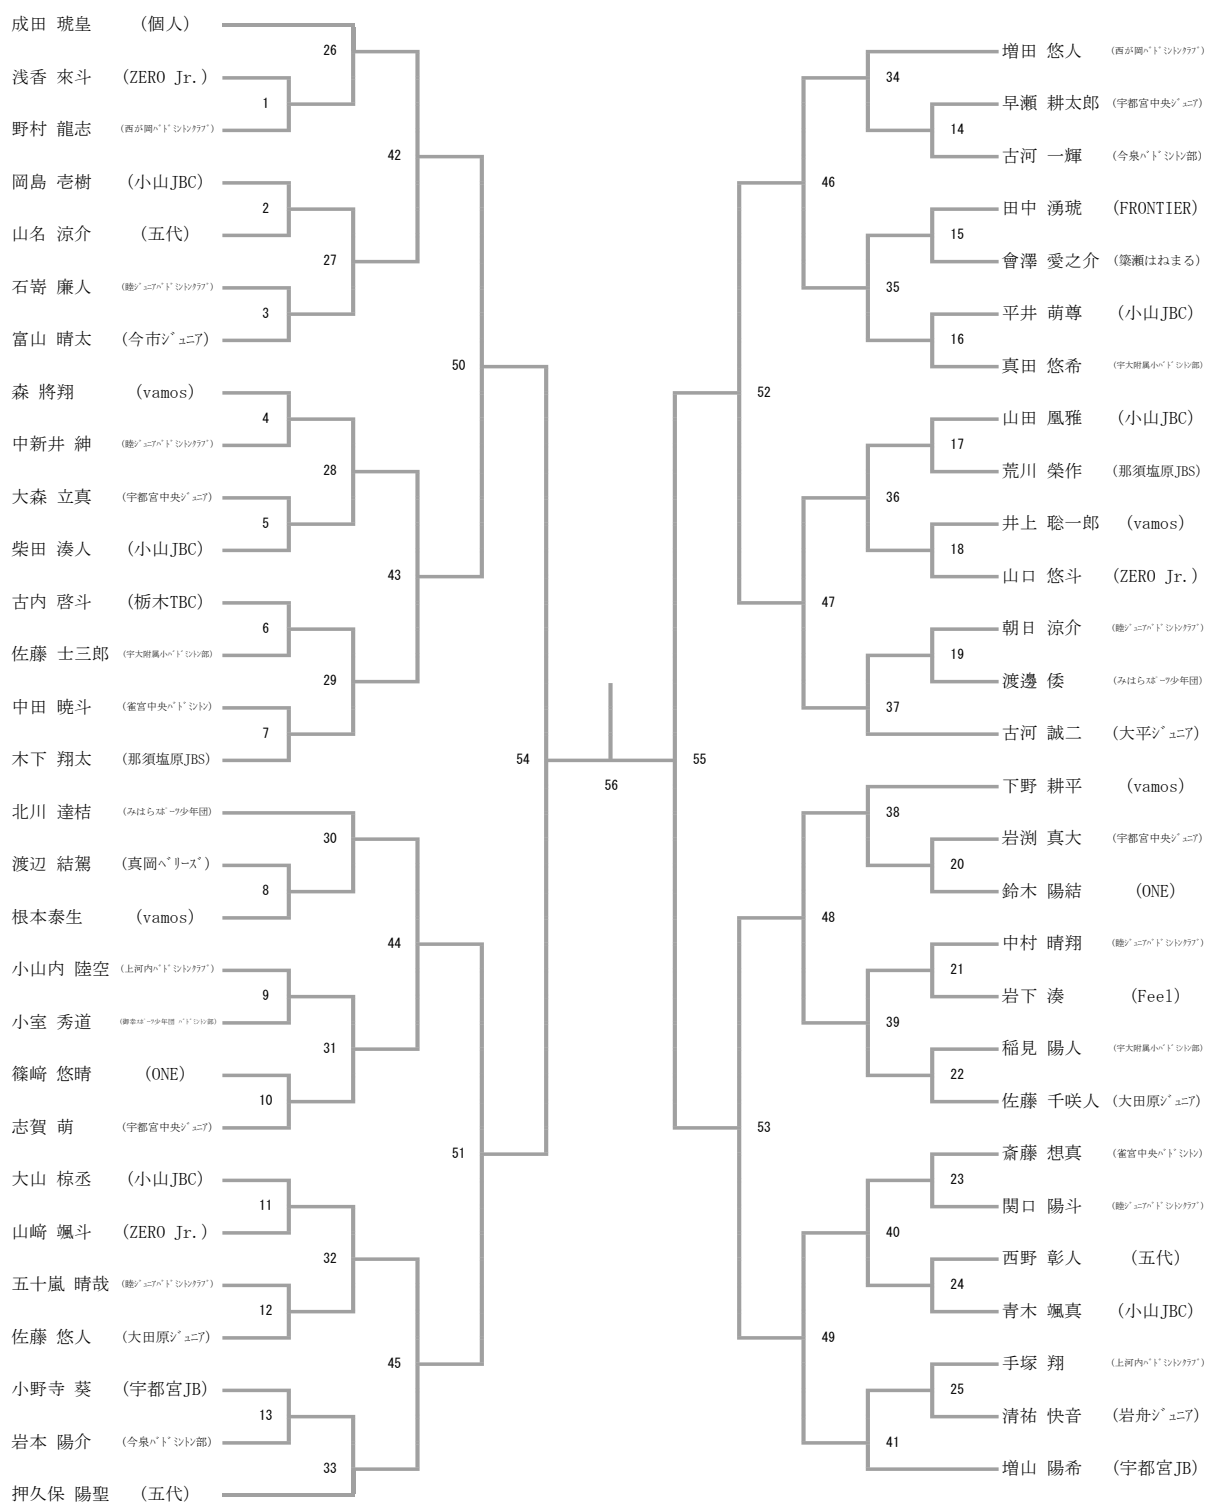 成田 琥皇 (個人)
26
浅香 來斗 (ZERO Jr.)
1
野村 龍志 (西が岡ﾊﾞﾄﾞﾐﾝﾄﾝｸﾗﾌﾞ)
42
岡島 壱樹 (小山JBC)
2
山名 涼介 (五代)
27
石嵜 廉人 (睦ｼﾞｭﾆｱﾊﾞﾄﾞﾐﾝﾄﾝｸﾗﾌﾞ)
3
富山 晴太 (今市ｼﾞｭﾆｱ)
50
森 將翔 (vamos)
4
中新井 紳 (睦ｼﾞｭﾆｱﾊﾞﾄﾞﾐﾝﾄﾝｸﾗﾌﾞ)
28
大森 立真 (宇都宮中央ｼﾞｭﾆｱ)
5
柴田 湊人 (小山JBC)
43
古内 啓斗 (栃木TBC)
6
佐藤 士三郎 (宇大附属小ﾊﾞﾄﾞﾐﾝﾄﾝ部)
29
中田 暁斗 (雀宮中央ﾊﾞﾄﾞﾐﾝﾄﾝ)
7
木下 翔太 (那須塩原JBS)
54
北川 達桔 (みはらｽﾎﾟｰﾂ少年団)
30
渡辺 結駕 (真岡ﾍﾞﾘｰｽﾞ)
8
根本泰生 (vamos)
44
小山内 陸空 (上河内ﾊﾞﾄﾞﾐﾝﾄﾝｸﾗﾌﾞ)
9
小室 秀道 (御幸ｽﾎﾟｰﾂ少年団 ﾊﾞﾄﾞﾐﾝﾄﾝ部)
31
篠﨑 悠晴 (ONE)
10
志賀 萌 (宇都宮中央ｼﾞｭﾆｱ)
51
大山 椋丞 (小山JBC)
11
山﨑 颯斗 (ZERO Jr.)
32
五十嵐 晴哉 (睦ｼﾞｭﾆｱﾊﾞﾄﾞﾐﾝﾄﾝｸﾗﾌﾞ)
12
佐藤 悠人 (大田原ｼﾞｭﾆｱ)
45
小野寺 葵 (宇都宮JB)
13
岩本 陽介 (今泉ﾊﾞﾄﾞﾐﾝﾄﾝ部)
33
押久保 陽聖 (五代)
56
増田 悠人 (西が岡ﾊﾞﾄﾞﾐﾝﾄﾝｸﾗﾌﾞ)
34
早瀬 耕太郎 (宇都宮中央ｼﾞｭﾆｱ)
14
古河 一輝 (今泉ﾊﾞﾄﾞﾐﾝﾄﾝ部)
46
田中 湧琥 (FRONTIER)
15
會澤 愛之介 (簗瀬はねまる)
35
平井 萌尊 (小山JBC)
16
真田 悠希 (宇大附属小ﾊﾞﾄﾞﾐﾝﾄﾝ部)
52
山田 凰雅 (小山JBC)
17
荒川 榮作 (那須塩原JBS)
36
井上 聡一郎 (vamos)
18
山口 悠斗 (ZERO Jr.)
47
朝日 涼介 (睦ｼﾞｭﾆｱﾊﾞﾄﾞﾐﾝﾄﾝｸﾗﾌﾞ)
19
渡邊 倭 (みはらｽﾎﾟｰﾂ少年団)
37
古河 誠二 (大平ｼﾞｭﾆｱ)
55
下野 耕平 (vamos)
38
岩渕 真大 (宇都宮中央ｼﾞｭﾆｱ)
20
鈴木 陽結 (ONE)
48
中村 晴翔 (睦ｼﾞｭﾆｱﾊﾞﾄﾞﾐﾝﾄﾝｸﾗﾌﾞ)
21
岩下 湊 (Feel)
39
稲見 陽人 (宇大附属小ﾊﾞﾄﾞﾐﾝﾄﾝ部)
22
佐藤 千咲人 (大田原ｼﾞｭﾆｱ)
53
斎藤 想真 (雀宮中央ﾊﾞﾄﾞﾐﾝﾄﾝ)
23
関口 陽斗 (睦ｼﾞｭﾆｱﾊﾞﾄﾞﾐﾝﾄﾝｸﾗﾌﾞ)
40
西野 彰人 (五代)
24
青木 颯真 (小山JBC)
49
手塚 翔 (上河内ﾊﾞﾄﾞﾐﾝﾄﾝｸﾗﾌﾞ)
25
清祐 快音 (岩舟ｼﾞｭﾆｱ)
41
増山 陽希 (宇都宮JB)